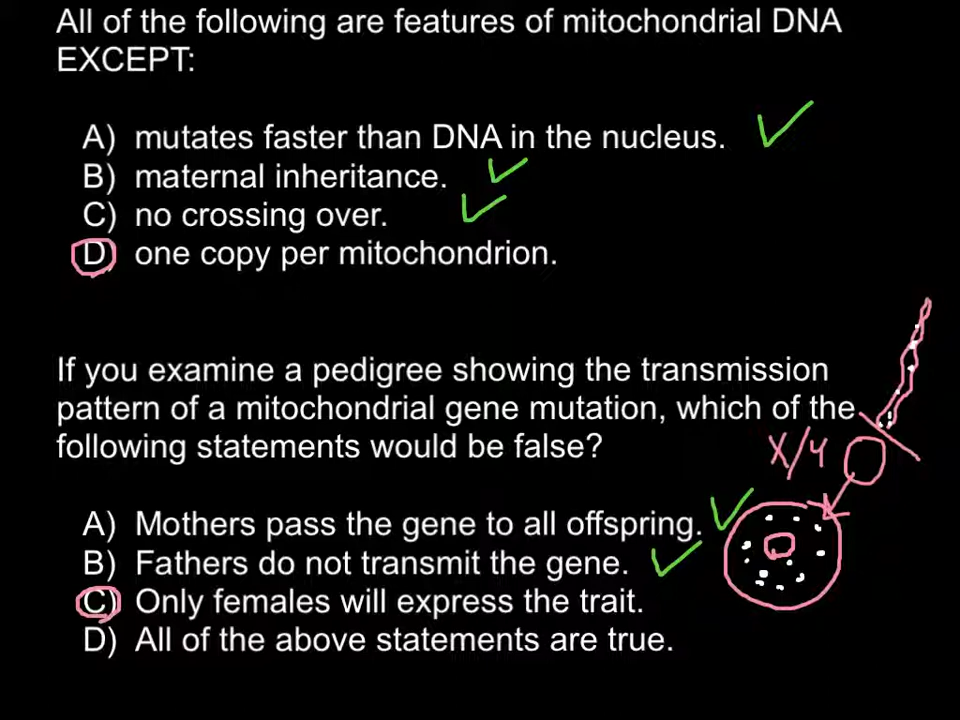 All of the following are features of mitochondrial DNA
EXCEPT:
A) mutates faster than DNA in the nucleus.
B) maternal inheritance.
C) no crossing over.
D) one copy per mitochondrion.
If you examine a pedigree showing the transmission
pattern of a mitochondrial gene mutation, which of the
following statements would be false?
X/Y
A) Mothers pass the gene to all offspring.
B) Fathers do not transmit the gene.
C) Only females will express the trait.
D) All of the above statements are true.